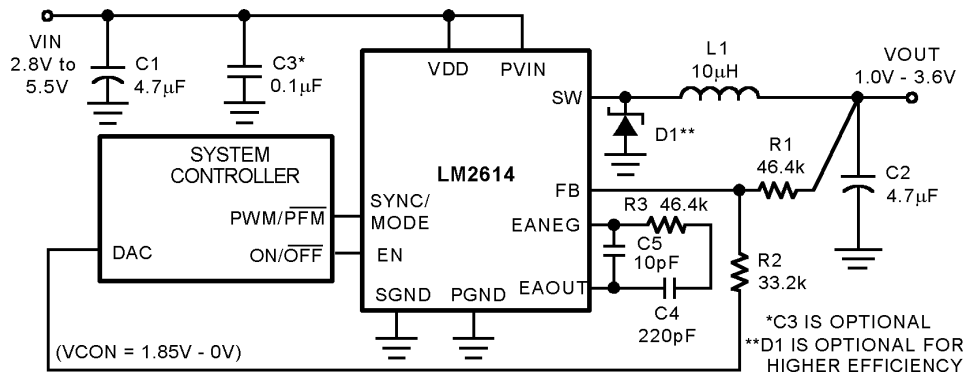 VIN
2.8V to
5.5V
C1
4.7μF
C3*
0.1μF
VDD
PVIN
SW
L1
10μH
VOUT
1.0V - 3.6V
D1**
SYSTEM
CONTROLLER
LM2614
R1
46.4k
C2
4.7μF
FB
PWM/P̅F̅M̅
SYNC/
MODE
EANEG
R3
46.4k
DAC
ON/O̅F̅F̅
EN
C5
10pF
R2
33.2k
EAOUT
SGND
PGND
C4
220pF
*C3 IS OPTIONAL
**D1 IS OPTIONAL FOR
HIGHER EFFICIENCY
(VCON = 1.85V - 0V)